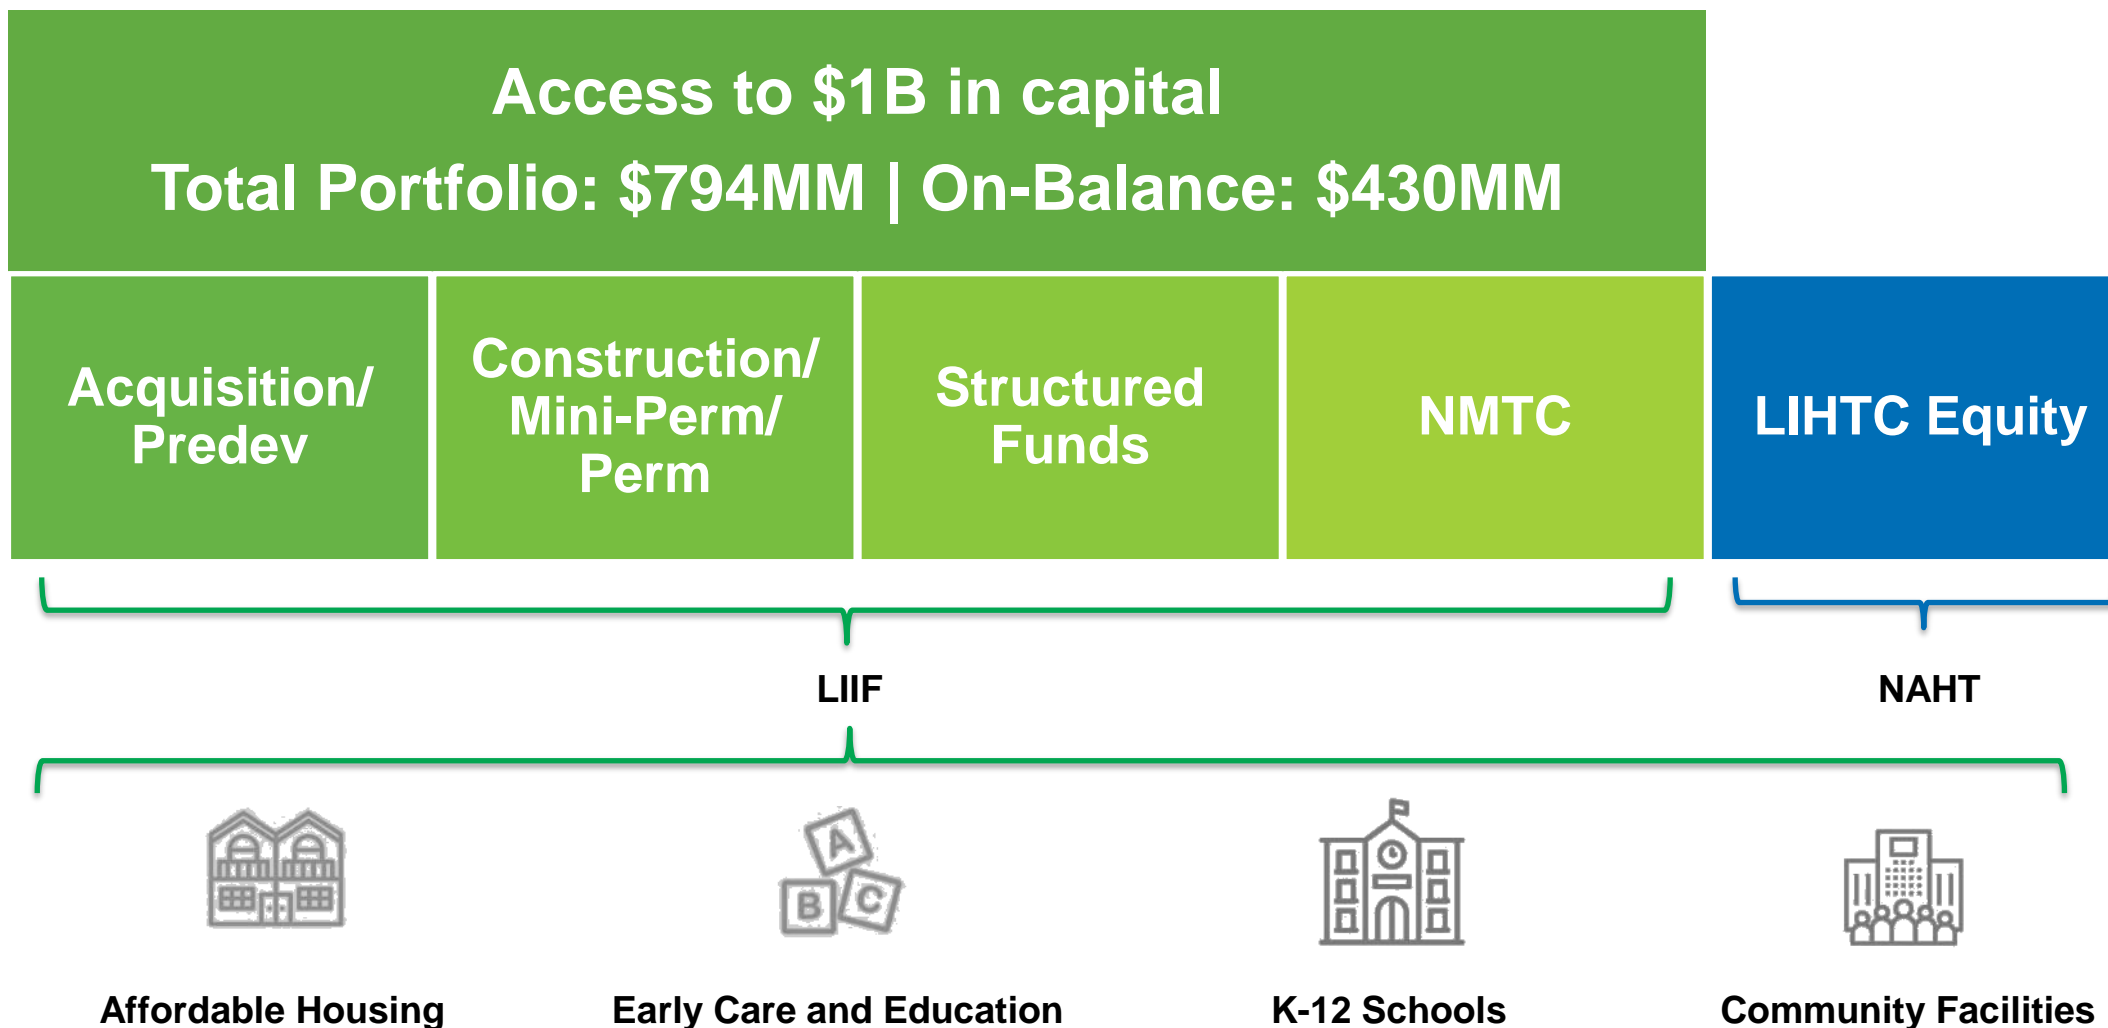 Access to $1B in capital
Total Portfolio: $794MM | On-Balance: $430MM
Acquisition/
Predev
Construction/
Mini-Perm/
Perm
Structured
Funds
NMTC
LIHTC Equity
LIIF
NAHT
A
B
C
Affordable Housing
Early Care and Education
K-12 Schools
Community Facilities